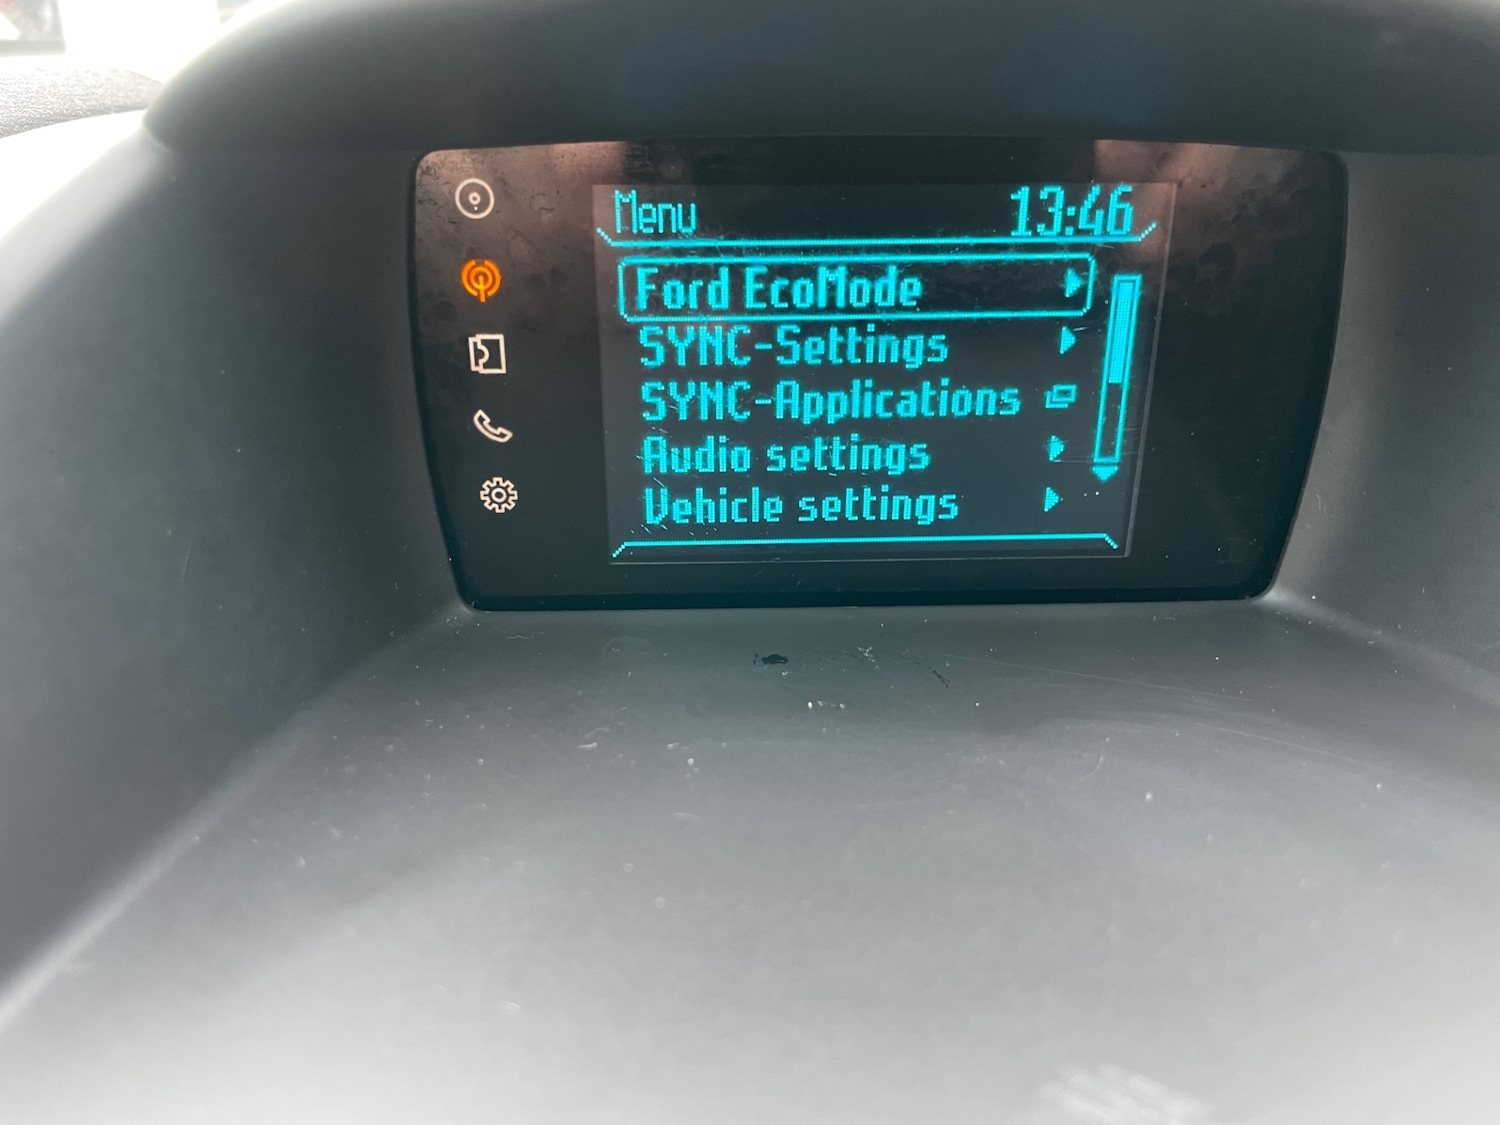 Menu 13:46
Ford EcoMode
SYNC-Settings
SYNC-Applications
Audio settings
Vehicle settings